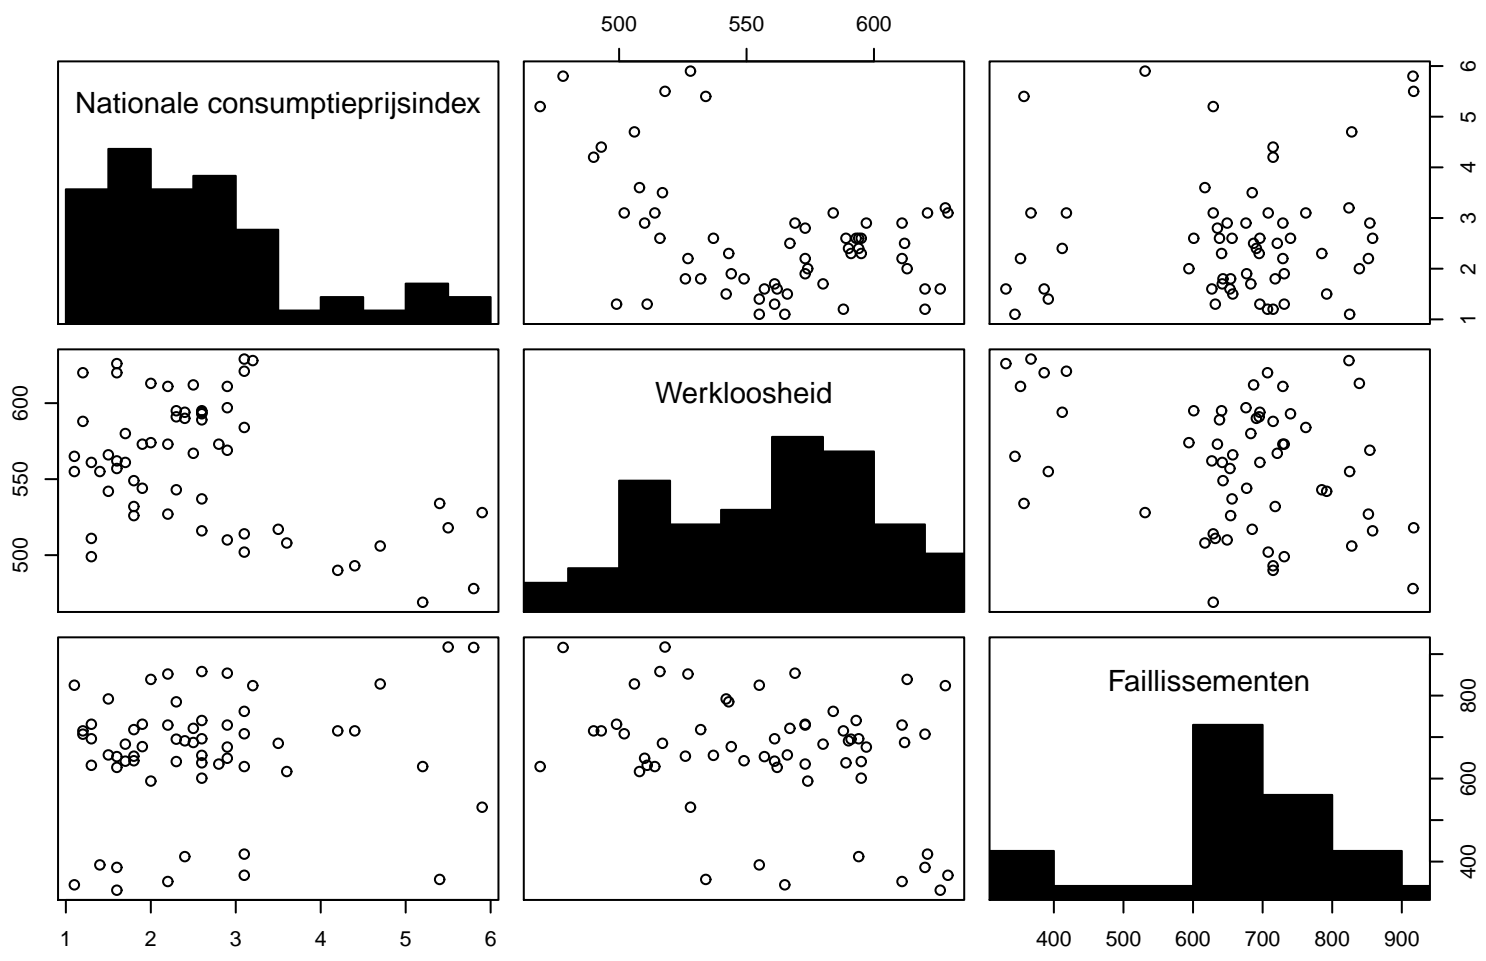 500 550 600
Nationale consumptieprijsindex
1 2 3 4 5 6
Werkloosheid
500 550 600
Faillissementen
400 600 800
1 2 3 4 5 6
400 500 600 700 800 900